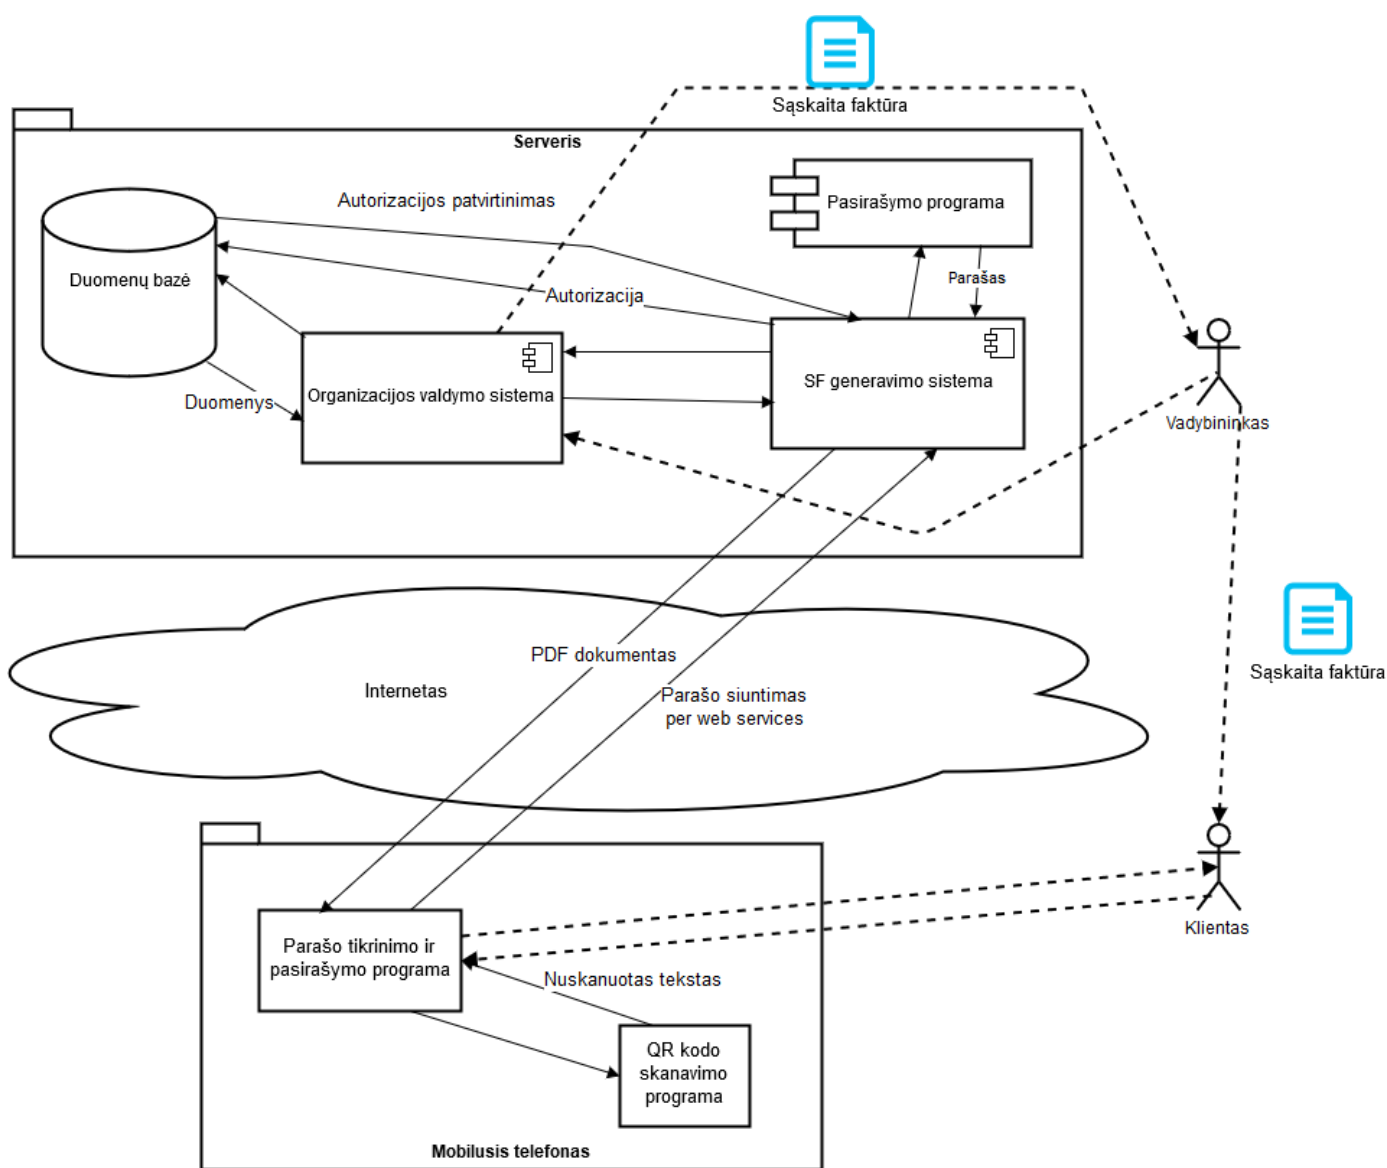 Sąskaita faktūra
Serveris
Autorizacijos patvirtinimas
Pasirašymo programa
Duomenų bazė
Parašas
Autorizacija
SF generavimo sistema
Organizacijos valdymo sistema
Duomenys
Vadybininkas
PDF dokumentas
Sąskaita faktūra
Internetas
Parašo siuntimas
per web services
Klientas
Parašo tikrinimo ir
pasirašymo programa
Nuskanuotas tekstas
QR kodo
skanavimo
programa
Mobilusis telefonas